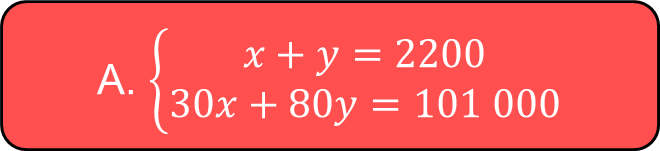 A. { x + y = 2200
30x + 80y = 101 000